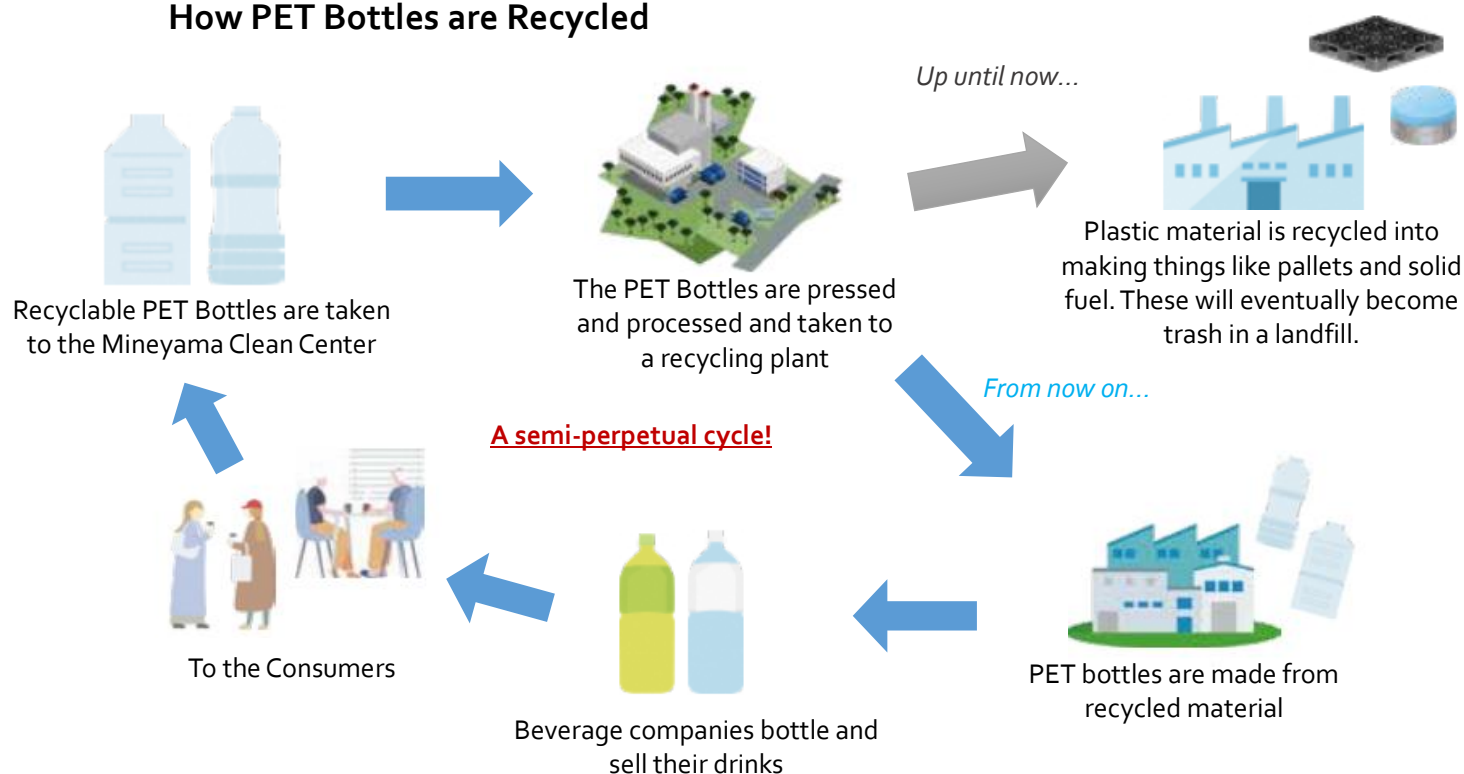 How PET Bottles are Recycled
Up until now...
Recyclable PET Bottles are taken
to the Mineyama Clean Center
The PET Bottles are pressed
and processed and taken to
a recycling plant
Plastic material is recycled into
making things like pallets and solid
fuel. These will eventually become
trash in a landfill.
From now on...
A semi-perpetual cycle!
PET bottles are made from
recycled material
Beverage companies bottle and
sell their drinks
To the Consumers